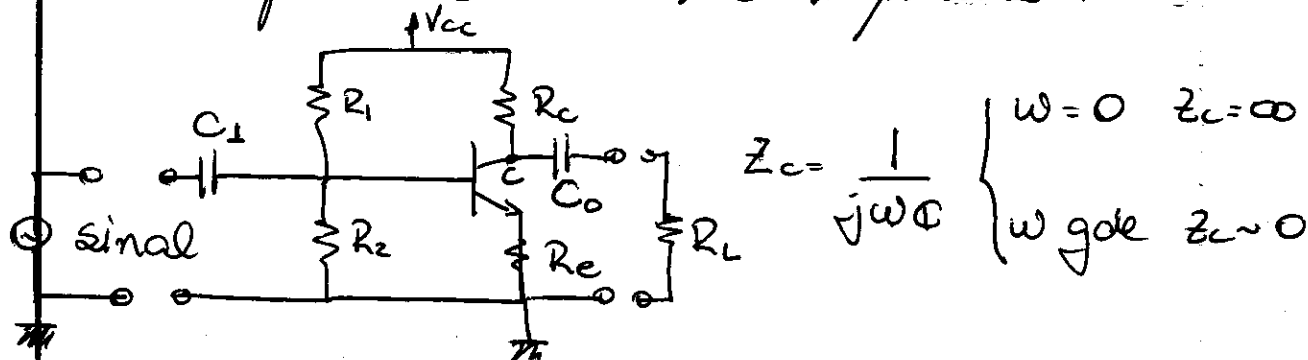 Vcc
R1
Rc
C1
C
Co
sinal
R2
Re
RL
Zc = 1 / jωC
ω = 0 Zc = ∞
ω gde Zc ~ 0